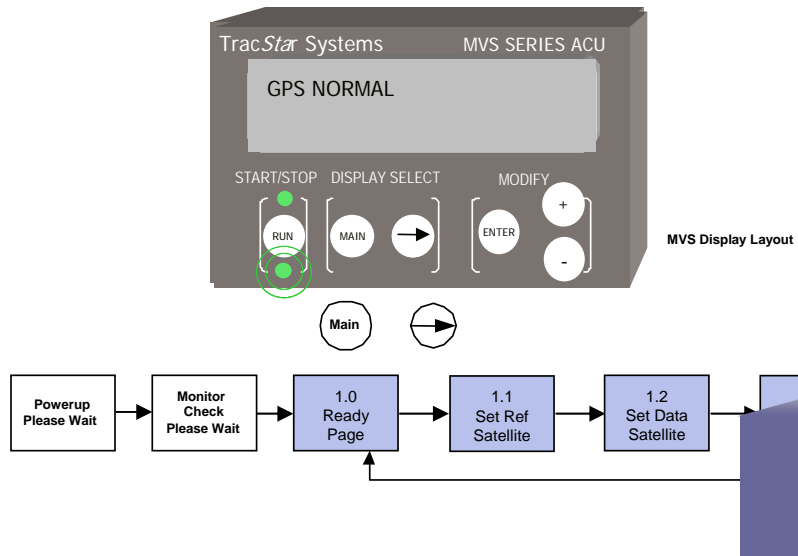 TracStar Systems MVS SERIES ACU
GPS NORMAL
START/STOP DISPLAY SELECT MODIFY
RUN MAIN ENTER + -
MVS Display Layout
Main
Powerup
Please Wait
Monitor
Check
Please Wait
1.0
Ready
Page
1.1
Set Ref
Satellite
1.2
Set Data
Satellite